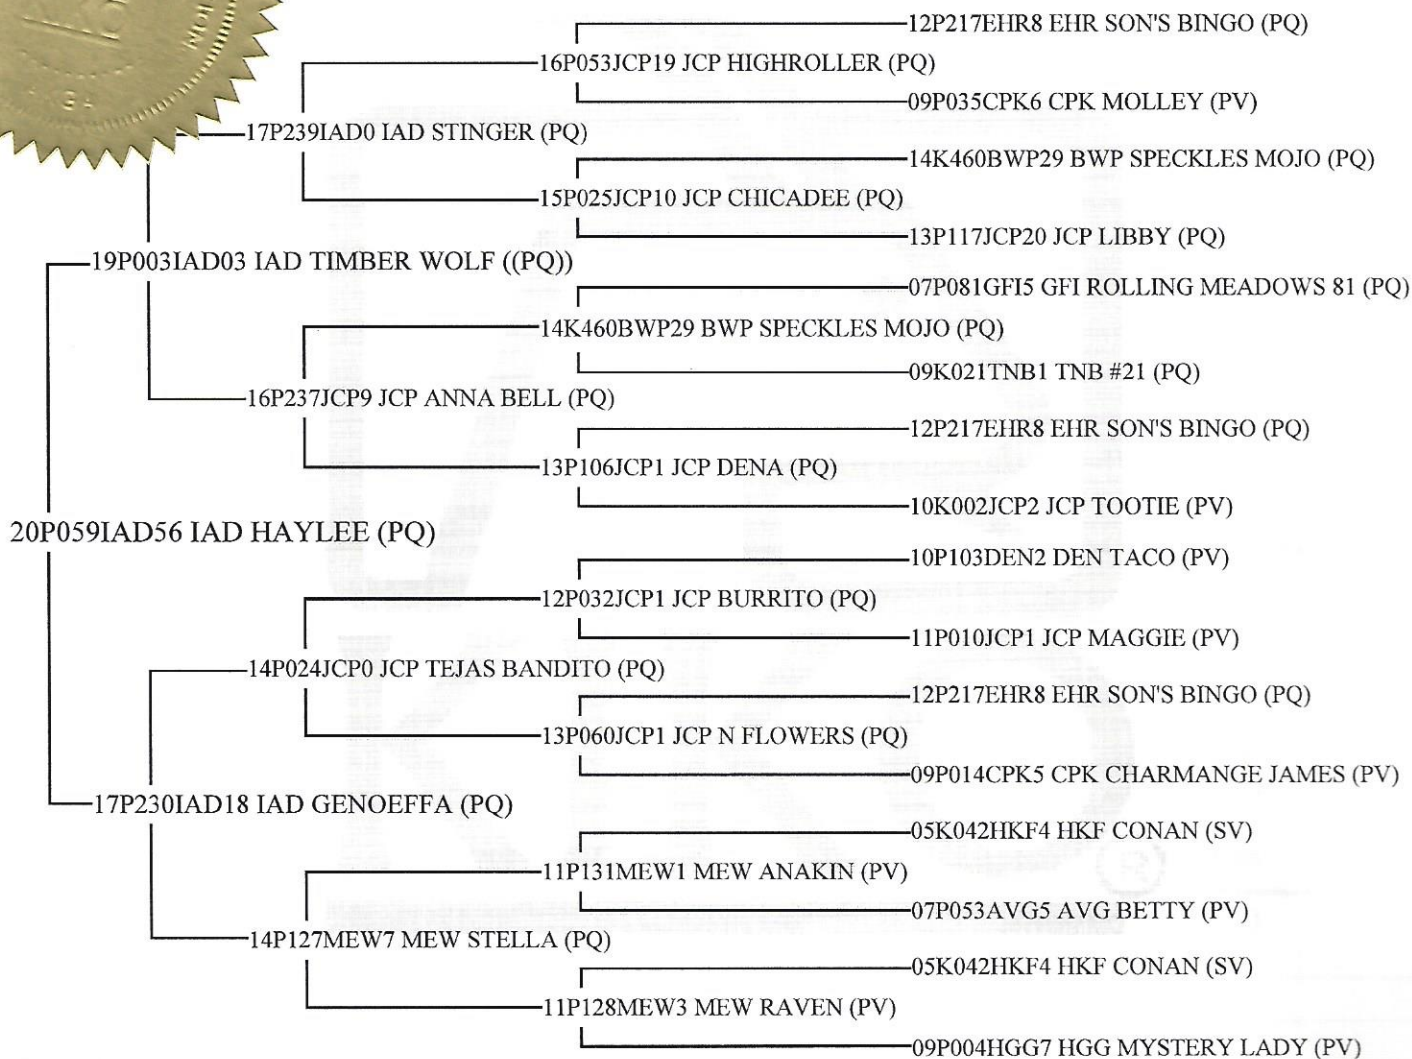 12P217EHR8 EHR SON'S BINGO (PQ)
16P053JCP19 JCP HIGHROLLER (PQ)
09P035CPK6 CPK MOLLEY (PV)
17P239IAD0 IAD STINGER (PQ)
14K460BWP29 BWP SPECKLES MOJO (PQ)
15P025JCP10 JCP CHICADEE (PQ)
13P117JCP20 JCP LIBBY (PQ)
19P003IAD03 IAD TIMBER WOLF ((PQ))
07P081GFI5 GFI ROLLING MEADOWS 81 (PQ)
14K460BWP29 BWP SPECKLES MOJO (PQ)
09K021TNB1 TNB #21 (PQ)
16P237JCP9 JCP ANNA BELL (PQ)
12P217EHR8 EHR SON'S BINGO (PQ)
13P106JCP1 JCP DENA (PQ)
10K002JCP2 JCP TOOTIE (PV)
20P059IAD56 IAD HAYLEE (PQ)
10P103DEN2 DEN TACO (PV)
12P032JCP1 JCP BURRITO (PQ)
11P010JCP1 JCP MAGGIE (PV)
14P024JCP0 JCP TEJAS BANDITO (PQ)
12P217EHR8 EHR SON'S BINGO (PQ)
13P060JCP1 JCP N FLOWERS (PQ)
09P014CPK5 CPK CHARMANGE JAMES (PV)
17P230IAD18 IAD GENOEFFA (PQ)
05K042HKF4 HKF CONAN (SV)
11P131MEW1 MEW ANAKIN (PV)
07P053AVG5 AVG BETTY (PV)
14P127MEW7 MEW STELLA (PQ)
05K042HKF4 HKF CONAN (SV)
11P128MEW3 MEW RAVEN (PV)
09P004HGG7 HGG MYSTERY LADY (PV)